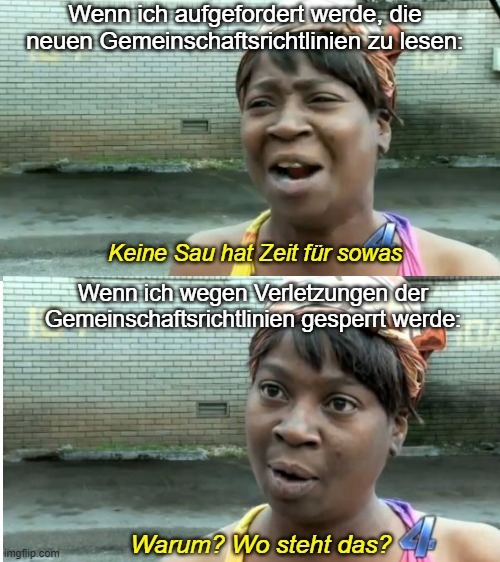 Wenn ich aufgefordert werde, die
neuen Gemeinschaftsrichtlinien zu lesen:
Keine Sau hat Zeit für sowas
Wenn ich wegen Verletzungen der
Gemeinschaftsrichtlinien gesperrt werde:
Warum? Wo steht das?
4
imgflip.com